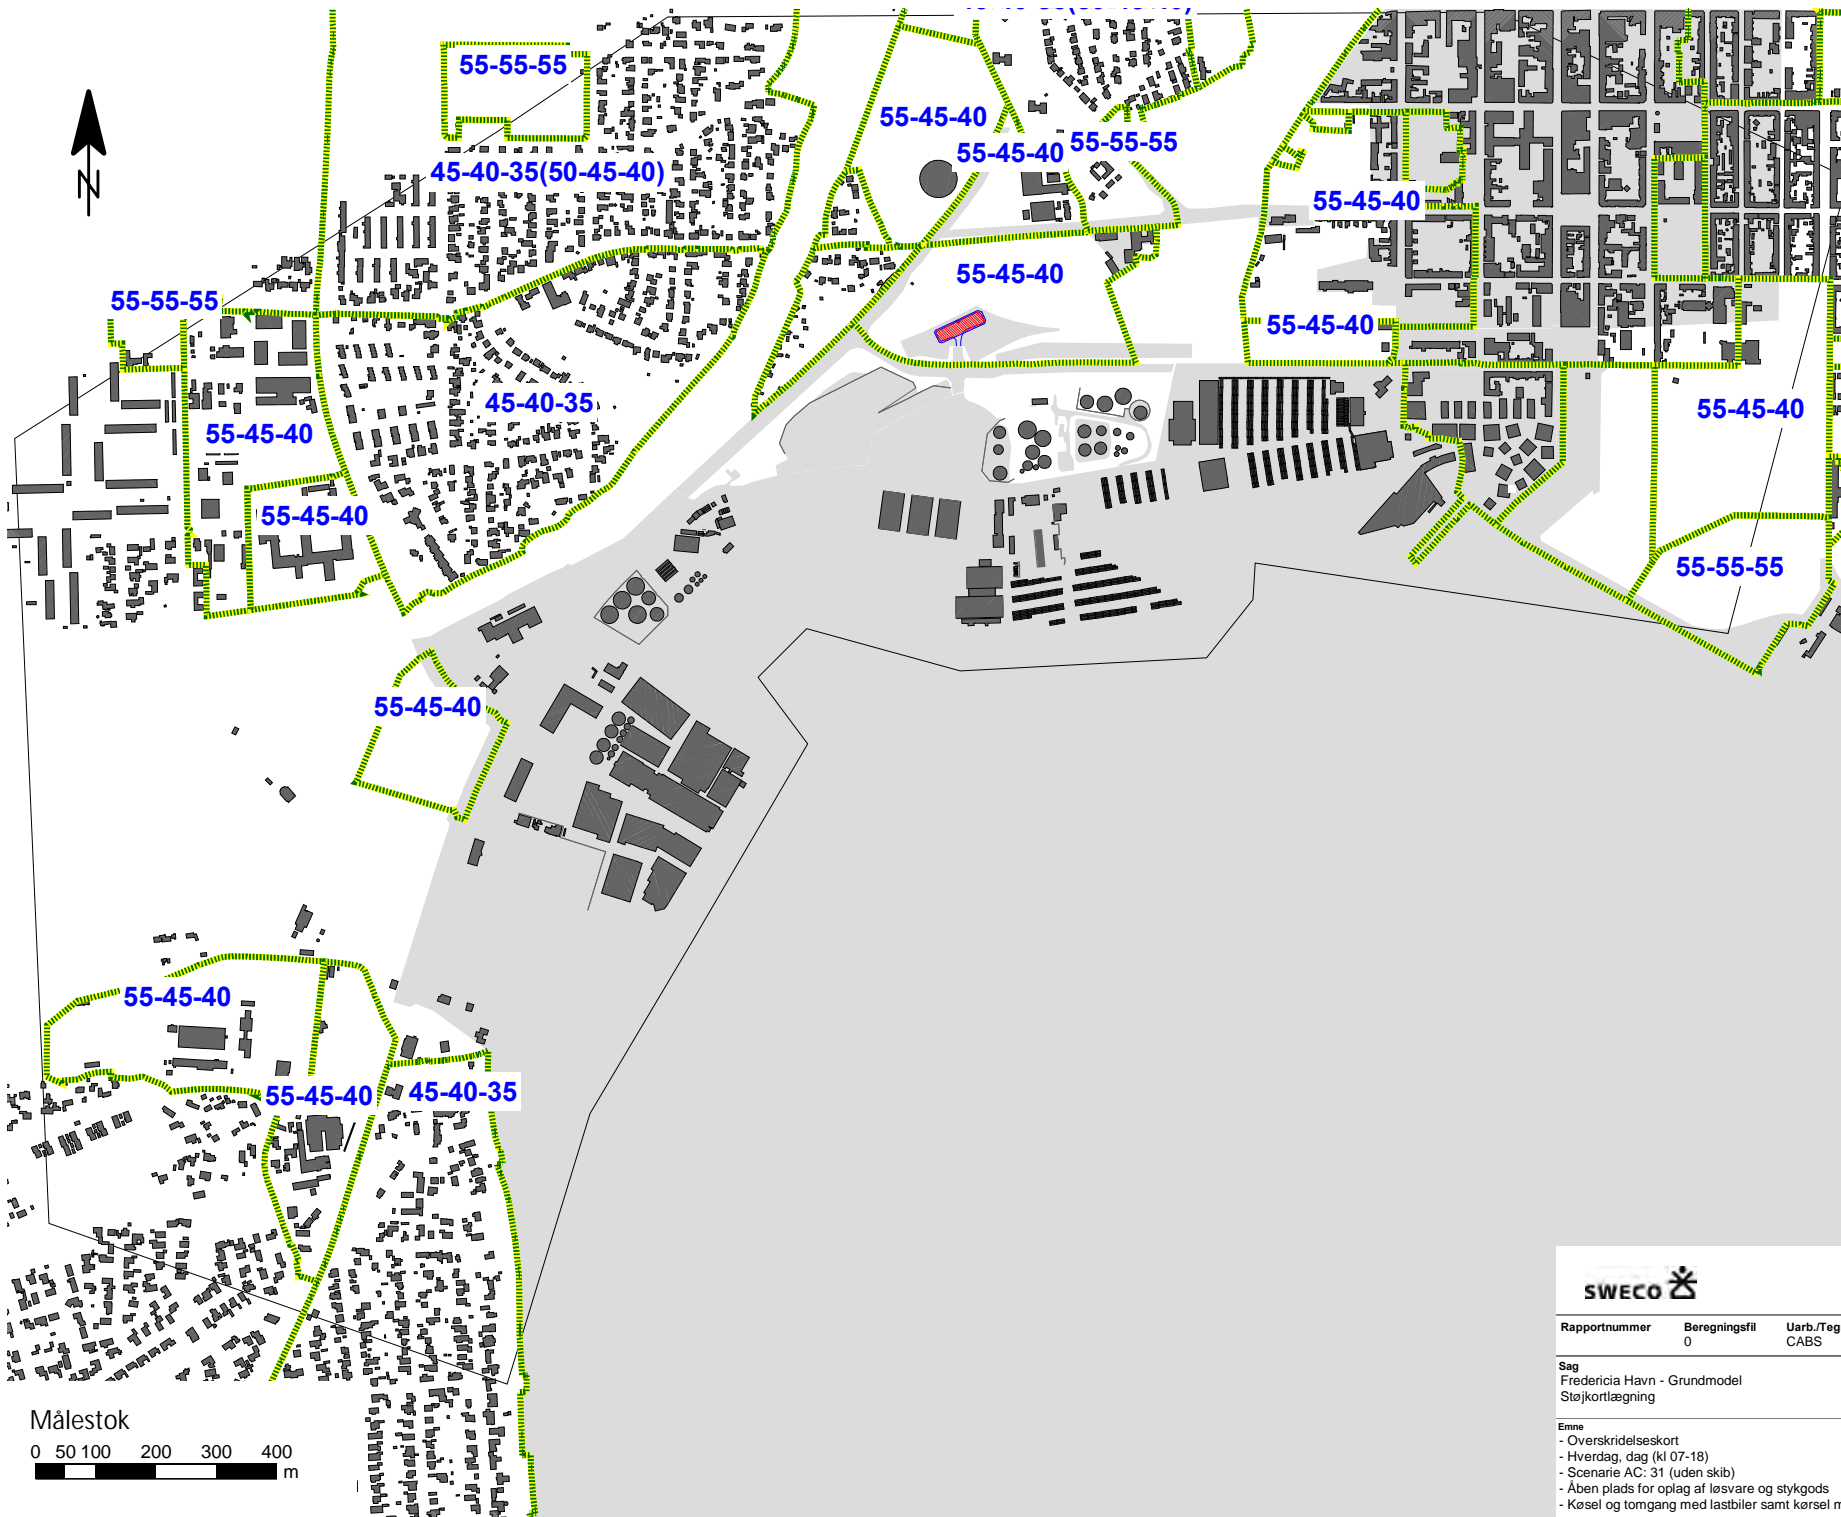 55-55-55
55-45-40
55-45-40
55-55-55
45-40-35(50-45-40)
55-45-40
55-45-40
55-55-55
55-45-40
45-40-35
55-45-40
55-45-40
55-45-40
55-55-55
55-45-40
55-45-40
55-45-40
45-40-35
N
SWECO
Rapportnummer Beregningsfil Uarb./Teg
0 CABS
Sag
Fredericia Havn - Grundmodel
Støjkortlægning
Emne
- Overskridelseskort
- Hverdag, dag (kl 07-18)
- Scenarie AC: 31 (uden skib)
- Åben plads for oplag af løsvare og stykgods
- Køsel og tomgang med lastbiler samt kørsel m
Målestok
0 50 100 200 300 400
m